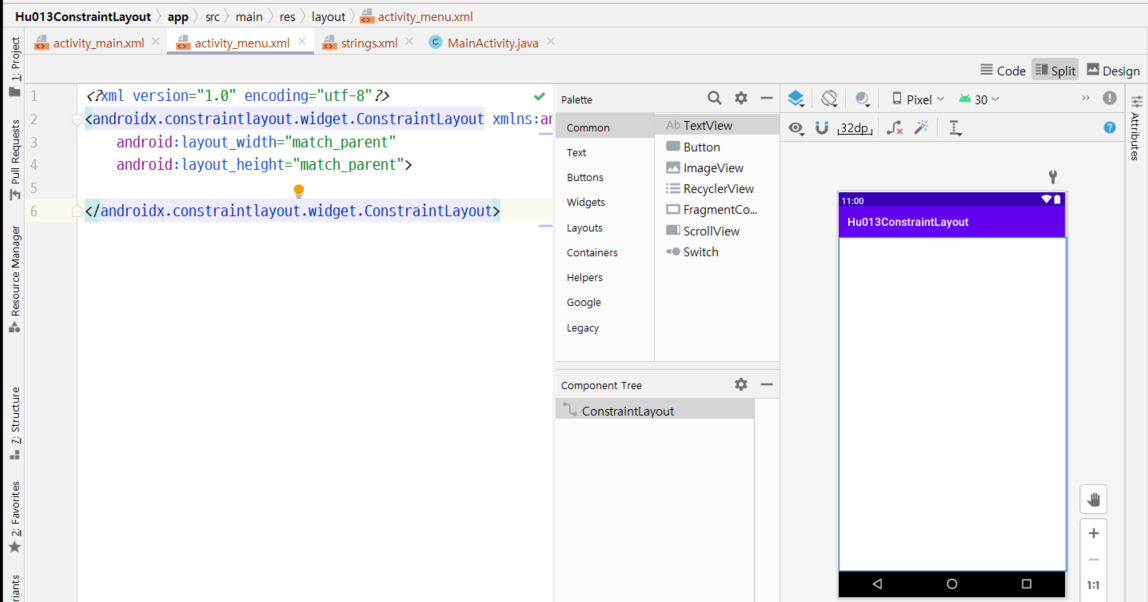 Hu013ConstraintLayout app src main res layout activity_menu.xml
activity_main.xml activity_menu.xml strings.xml MainActivity.java
Code Split Design
1: Project
Pull Requests
Resource Manager
7: Structure
2: Favorites
riants
1 <?xml version="1.0" encoding="utf-8"?>
2 <androidx.constraintlayout.widget.ConstraintLayout xmlns:an
3 android:layout_width="match_parent"
4 android:layout_height="match_parent">
5
6 </androidx.constraintlayout.widget.ConstraintLayout>
Palette
Common
Text
Buttons
Widgets
Layouts
Containers
Helpers
Google
Legacy
Ab TextView
Button
ImageView
RecyclerView
FragmentCo...
ScrollView
Switch
Component Tree
ConstraintLayout
Pixel 30
32dp
11:00
Hu013ConstraintLayout
1:1
Attributes